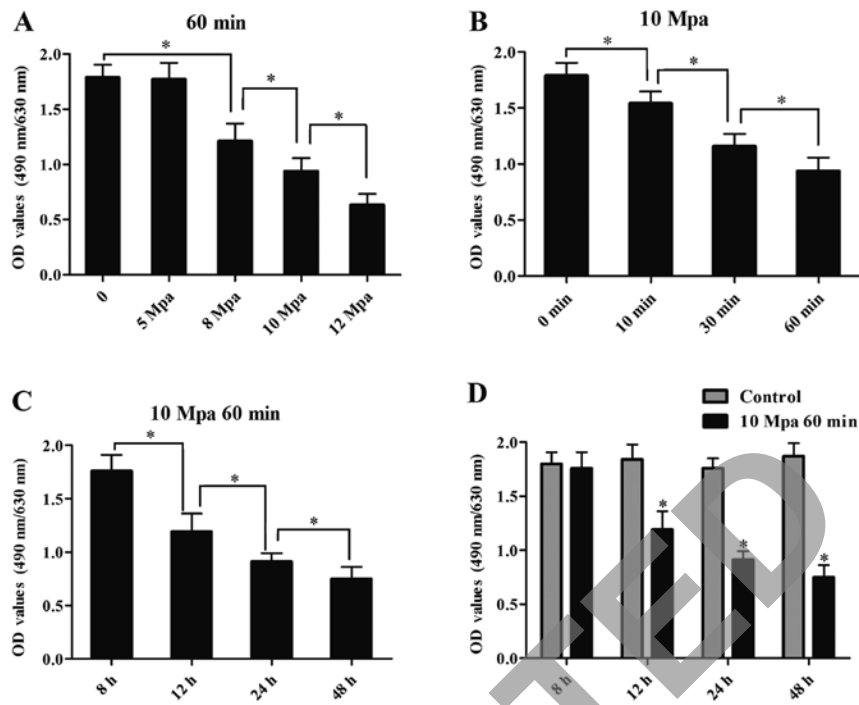 A
60 min
OD values (490 nm/630 nm)
2.0
1.5
1.0
0.5
0.0
*
*
*
0
5 Mpa
8 Mpa
10 Mpa
12 Mpa
B
10 Mpa
OD values (490 nm/630 nm)
2.0
1.5
1.0
0.5
0.0
*
*
*
0 min
10 min
30 min
60 min
C
10 Mpa 60 min
OD values (490 nm/630 nm)
2.0
1.5
1.0
0.5
0.0
*
*
*
8 h
12 h
24 h
48 h
D
Control
10 Mpa 60 min
OD values (490 nm/630 nm)
2.0
1.5
1.0
0.5
0.0
*
*
*
8 h
12 h
24 h
48 h
TED